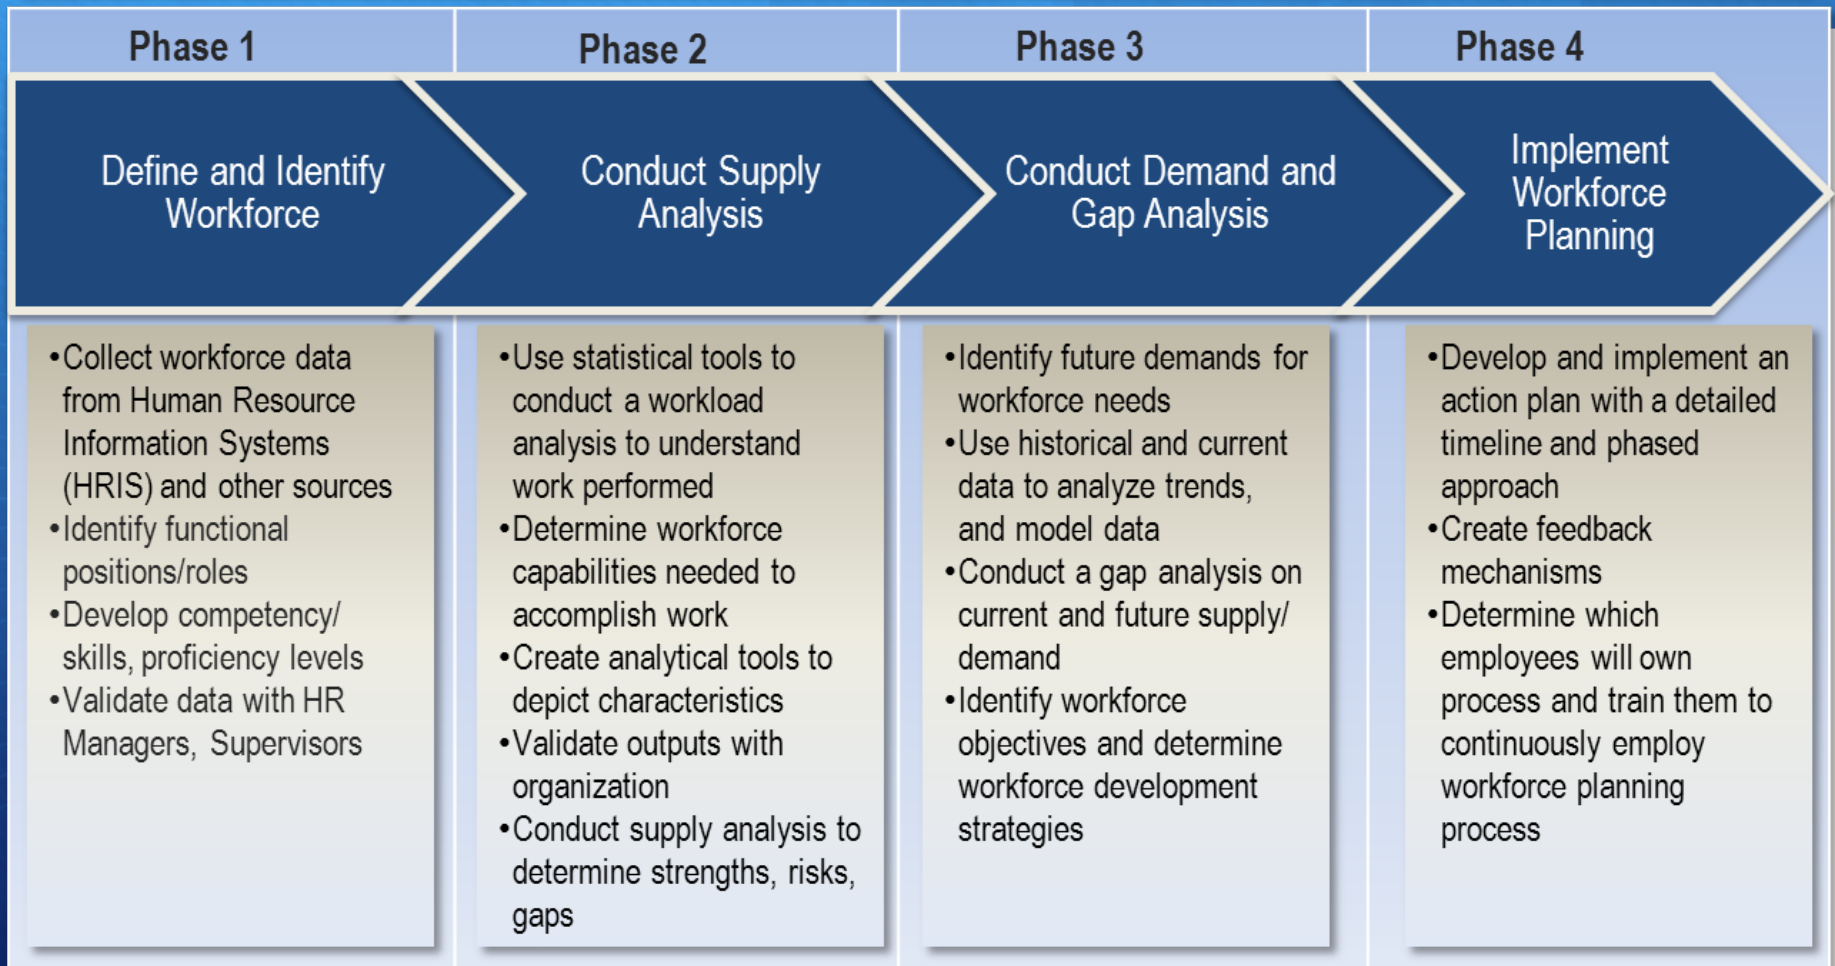 Phase 1
Phase 2
Phase 3
Phase 4
Define and Identify
Workforce
Conduct Supply
Analysis
Conduct Demand and
Gap Analysis
Implement
Workforce
Planning
•Collect workforce data
from Human Resource
Information Systems
(HRIS) and other sources
•Identify functional
positions/roles
•Develop competency/
skills, proficiency levels
•Validate data with HR
Managers, Supervisors
•Use statistical tools to
conduct a workload
analysis to understand
work performed
•Determine workforce
capabilities needed to
accomplish work
•Create analytical tools to
depict characteristics
•Validate outputs with
organization
•Conduct supply analysis to
determine strengths, risks,
gaps
•Identify future demands for
workforce needs
•Use historical and current
data to analyze trends,
and model data
•Conduct a gap analysis on
current and future supply/
demand
•Identify workforce
objectives and determine
workforce development
strategies
•Develop and implement an
action plan with a detailed
timeline and phased
approach
•Create feedback
mechanisms
•Determine which
employees will own
process and train them to
continuously employ
workforce planning
process